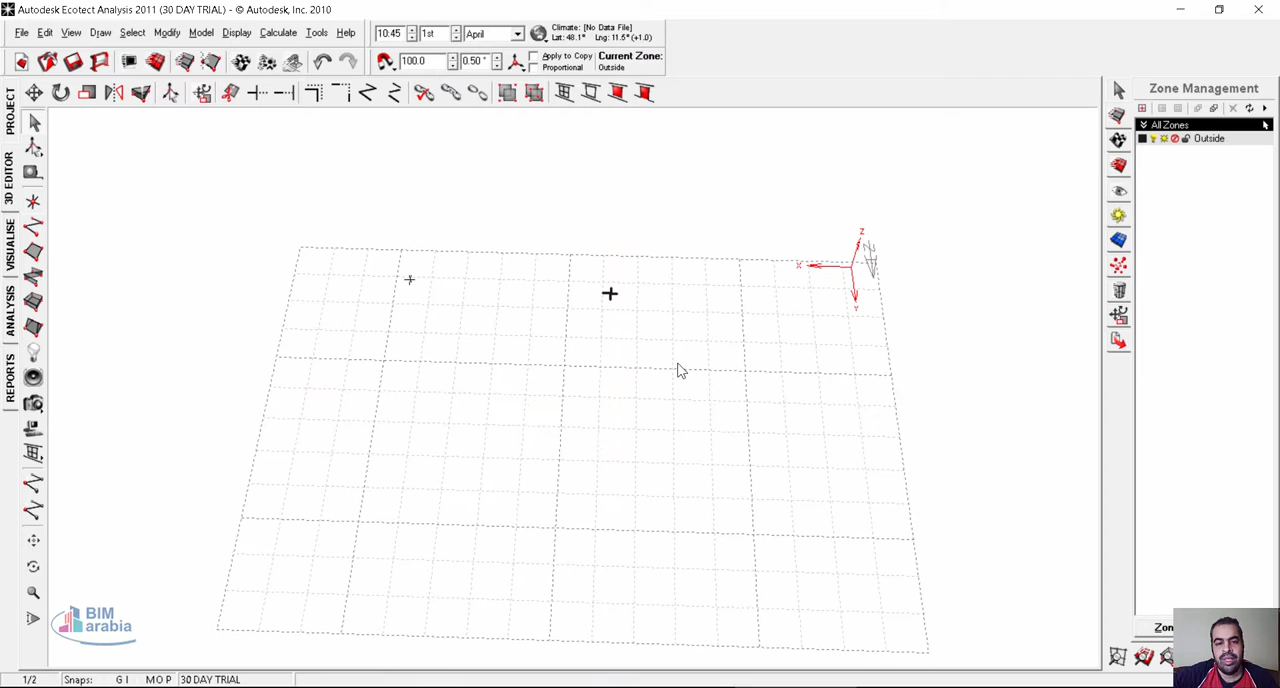 Autodesk Ecotect Analysis 2011 (30 DAY TRIAL) - © Autodesk, Inc. 2010
File Edit View Draw Select Modify Model Display Calculate Tools Help
10:45 1st April
Climate: [No Data File]
Lat: 48.1° Lng: 11.5° (+1.0)
100.0 0.50 °
Apply to Copy
Proportional
Current Zone:
Outside
PROJECT
3D EDITOR
VISUALISE
ANALYSIS
REPORTS
Zone Management
All Zones
Outside
Z
N
X
Y
BIM
arabia
1/2 Snaps: G I M O P 30 DAY TRIAL